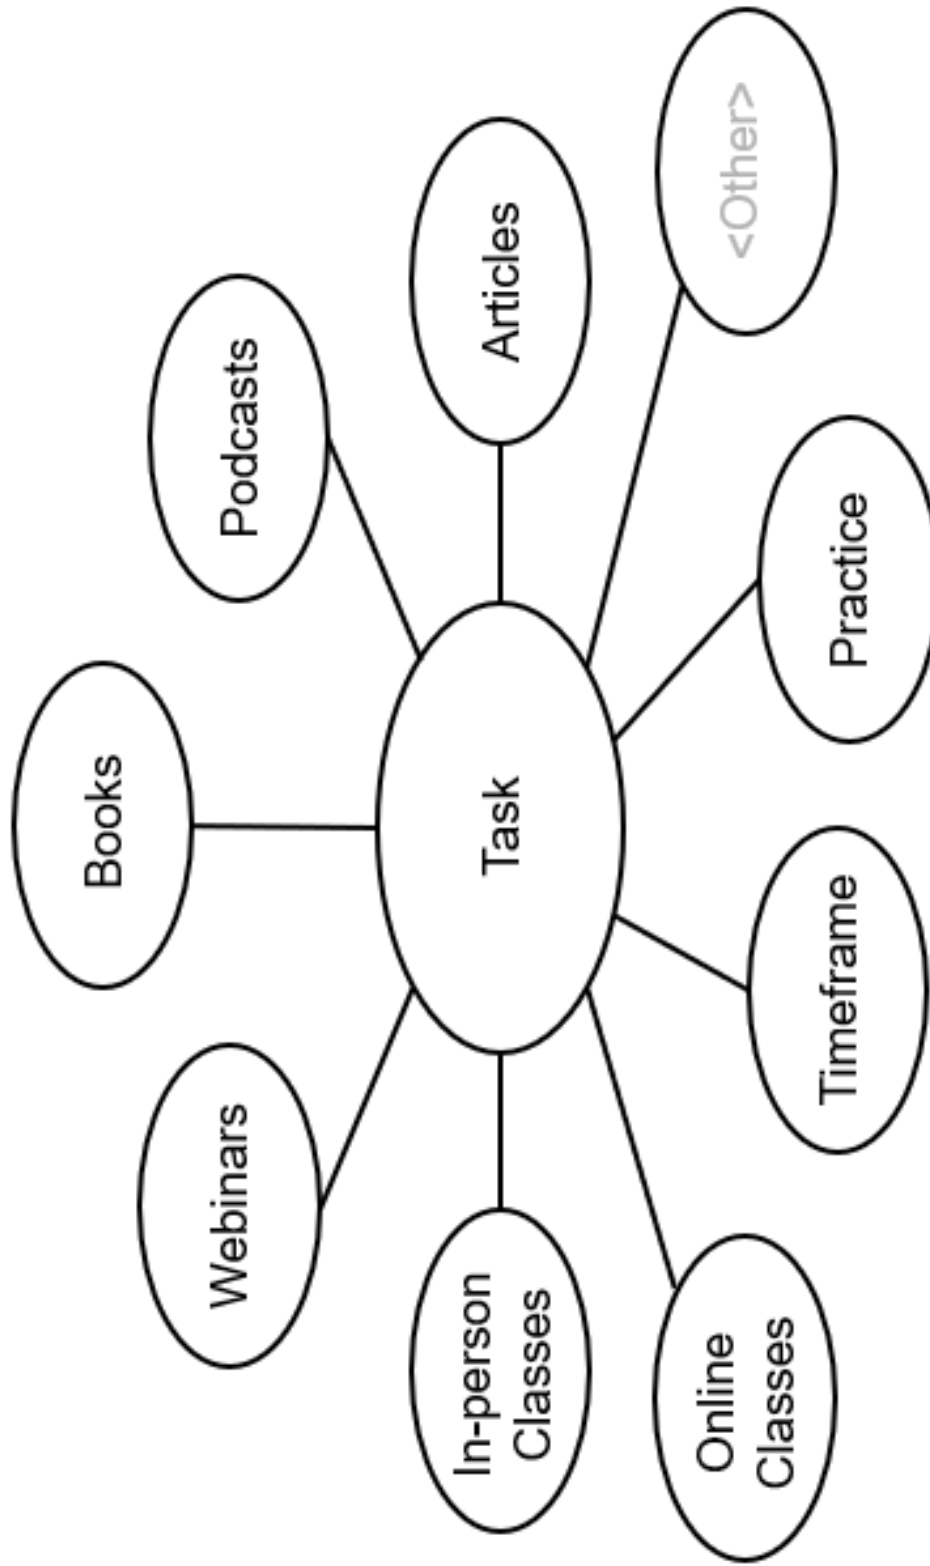 Books
Webinars
Podcasts
In-person
Classes
Task
Articles
Online
Classes
<Other>
Timeframe
Practice